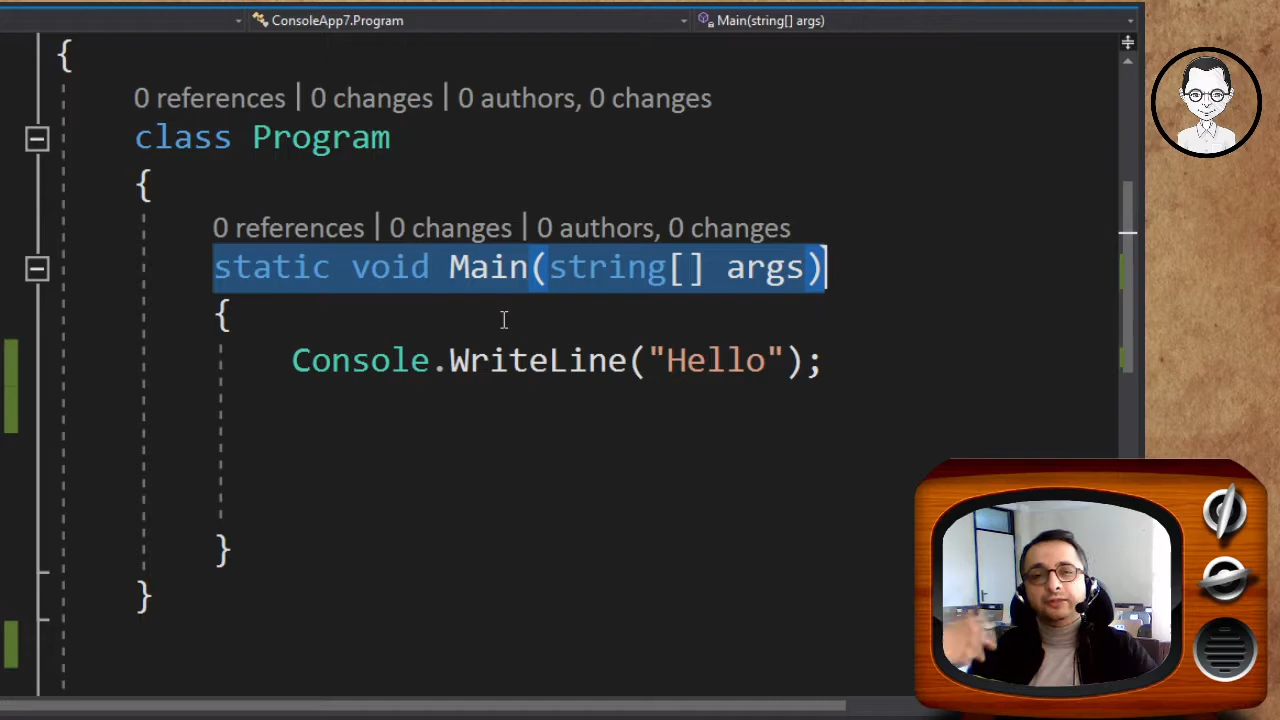 ConsoleApp7.Program
Main(string[] args)
{
0 references | 0 changes | 0 authors, 0 changes
class Program
{
0 references | 0 changes | 0 authors, 0 changes
static void Main(string[] args)
{
Console.WriteLine("Hello");
}
}